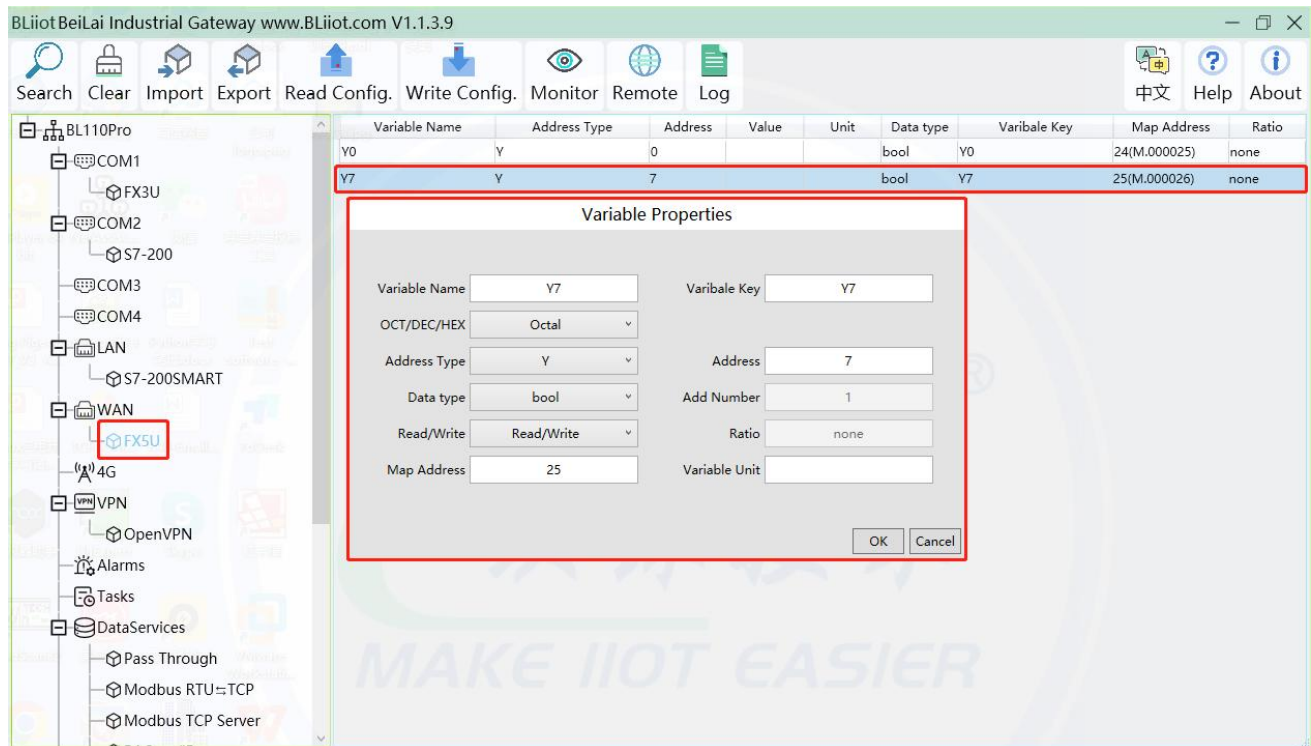 BLiiot BeiLai Industrial Gateway www.BLiiot.com V1.1.3.9
Search Clear Import Export Read Config. Write Config. Monitor Remote Log 中文 Help About
BL110Pro
COM1
FX3U
COM2
S7-200
COM3
COM4
LAN
S7-200SMART
WAN
FX5U
4G
VPN
VPN
OpenVPN
Alarms
Tasks
DataServices
Pass Through
Modbus RTU⇆TCP
Modbus TCP Server
Variable Name Address Type Address Value Unit Data type Varibale Key Map Address Ratio
Y0 Y 0 bool Y0 24(M.000025) none
Y7 Y 7 bool Y7 25(M.000026) none
Variable Properties
Variable Name Y7 Varibale Key Y7
OCT/DEC/HEX Octal
Address Type Y Address 7
Data type bool Add Number 1
Read/Write Read/Write Ratio none
Map Address 25 Variable Unit
OK Cancel
®
MAKE IIOT EASIER